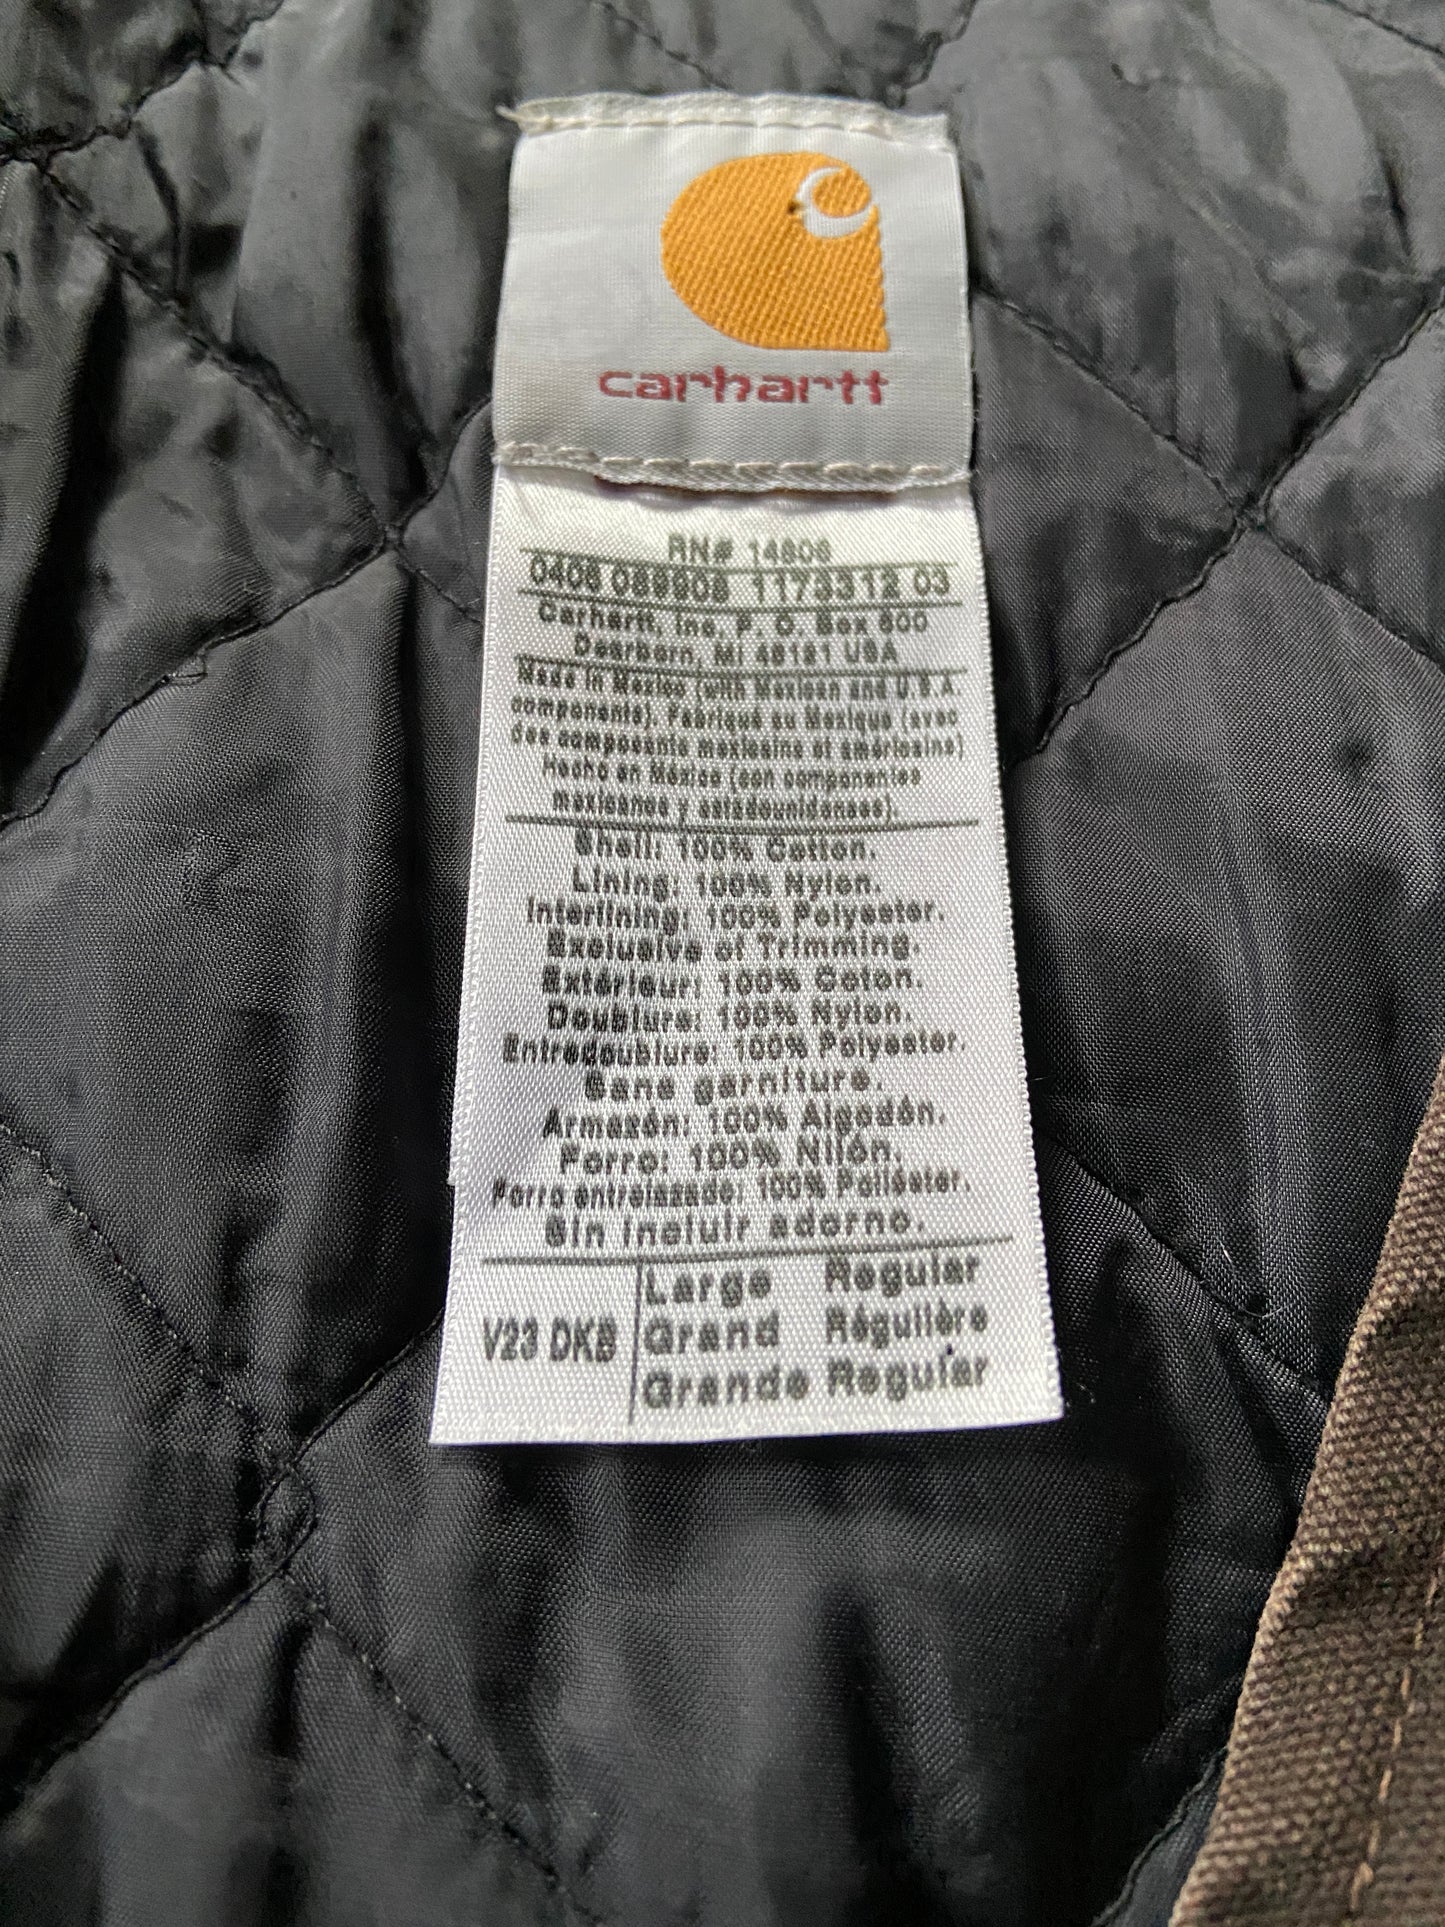 carhartt
RN# 14806
0408 089908 1173312 03
Carhartt, Inc, P. O. Box 600
Dearborn, MI 48121 USA
Made in Mexico (with Mexican and U.S.A.
components). Fabriqué au Mexique (avec
des composants mexicains et américains)
Hecho en México (con componentes
mexicanos y estadounidenses).
Shell: 100% Cotton.
Lining: 100% Nylon.
Interlining: 100% Polyester.
Exclusive of Trimming.
Extérieur: 100% Coton.
Doublure: 100% Nylon.
Entredoublure: 100% Polyester.
Sans garniture.
Armazón: 100% Algodón.
Forro: 100% Nilón.
Forro entrelazado: 100% Poliéster.
Sin incluir adorno.
V23 DKB
Large Regular
Grand Régulière
Grande Regular